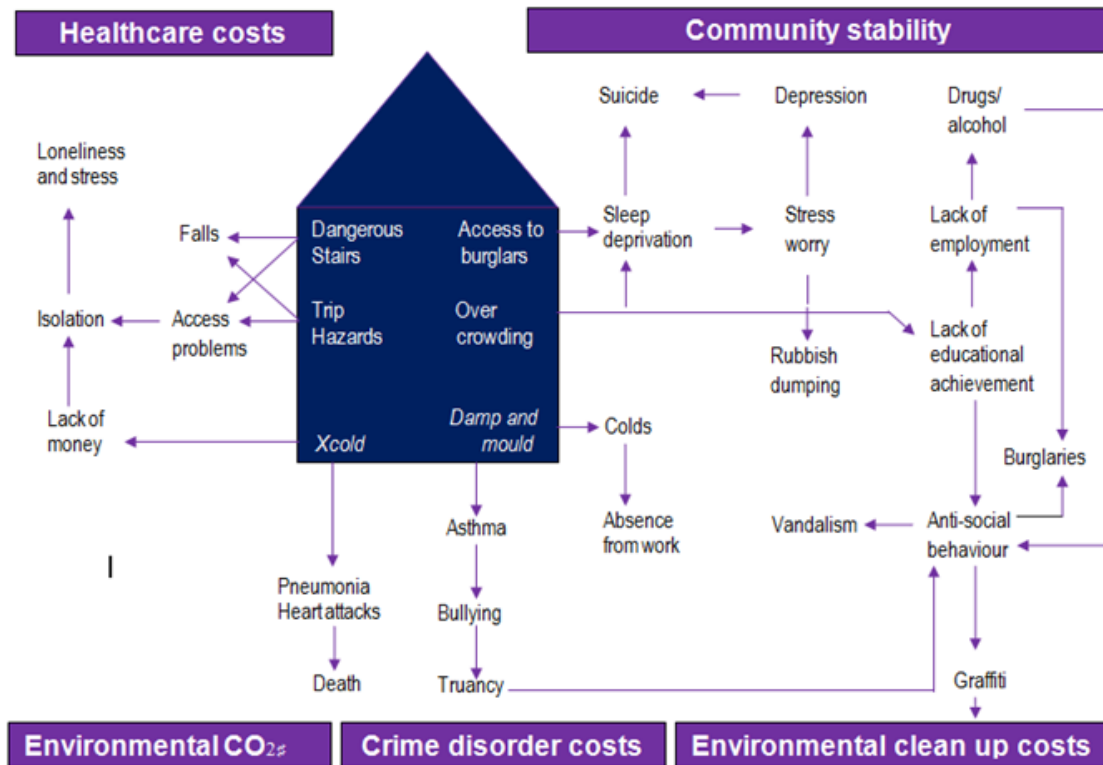 Healthcare costs
Community stability
Suicide
Depression
Drugs/
alcohol
Loneliness
and stress
Falls
Dangerous
Stairs
Access to
burglars
Sleep
deprivation
Stress
worry
Lack of
employment
Isolation
Access
problems
Trip
Hazards
Over
crowding
Rubbish
dumping
Lack of
educational
achievement
Lack of
money
Xcold
Damp and
mould
Colds
Burglaries
Asthma
Absence
from work
Vandalism
Anti-social
behaviour
Pneumonia
Heart attacks
Bullying
Death
Truancy
Graffiti
Environmental CO2#
Crime disorder costs
Environmental clean up costs